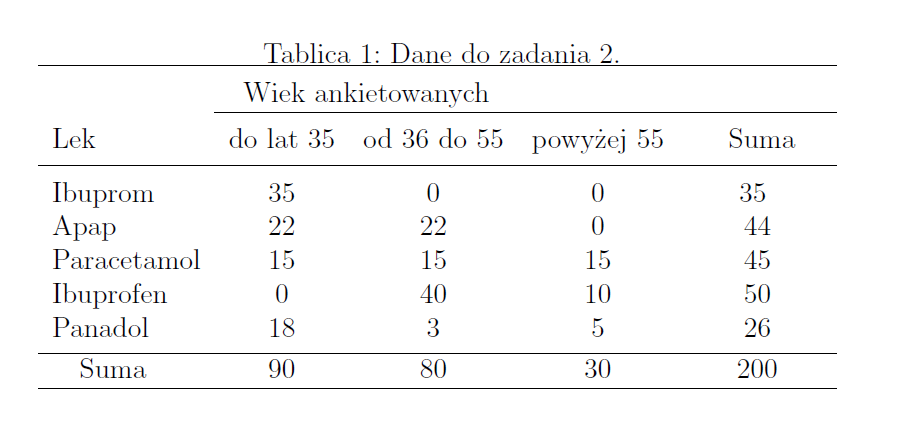 Tablica 1: Dane do zadania 2.
Wiek ankietowanych
Lek do lat 35 od 36 do 55 powyżej 55 Suma
Ibuprom 35 0 0 35
Apap 22 22 0 44
Paracetamol 15 15 15 45
Ibuprofen 0 40 10 50
Panadol 18 3 5 26
Suma 90 80 30 200